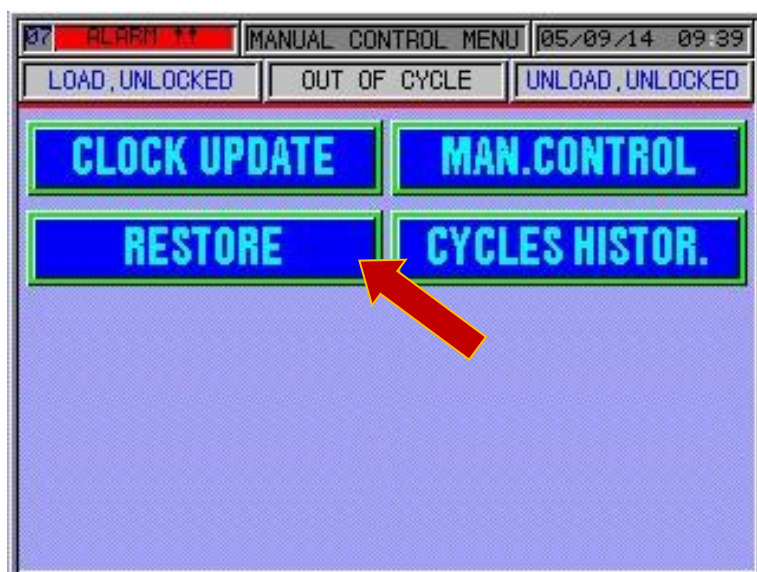 07 ALARM !! MANUAL CONTROL MENU 05/09/14 09:39
LOAD,UNLOCKED OUT OF CYCLE UNLOAD,UNLOCKED
CLOCK UPDATE MAN.CONTROL
RESTORE CYCLES HISTOR.